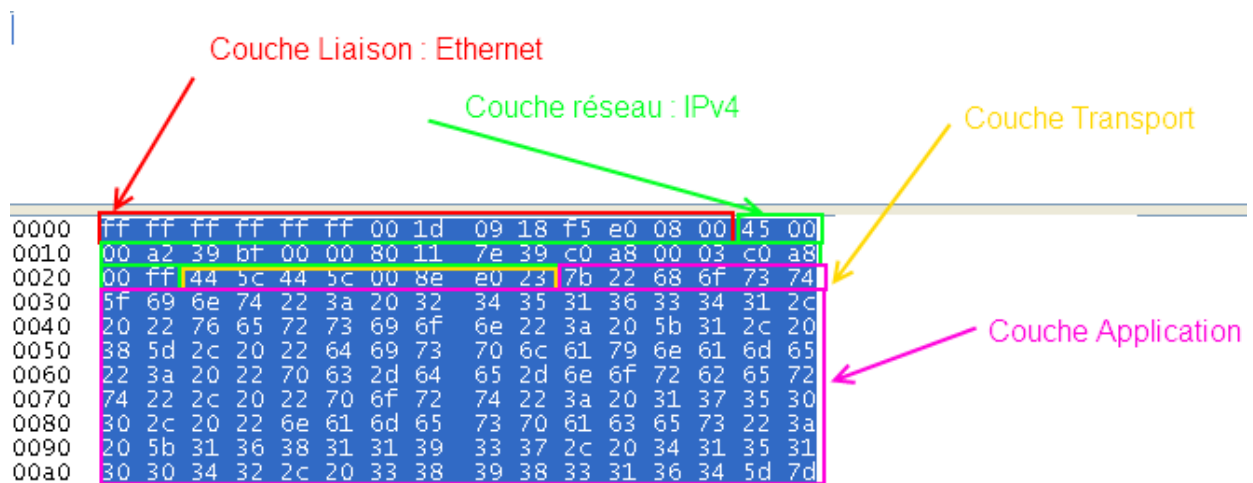 Couche Liaison : Ethernet
Couche réseau : IPv4
Couche Transport
0000 ff ff ff ff ff ff 00 1d 09 18 f5 e0 08 00 45 00
0010 00 a2 39 bf 00 00 80 11 7e 39 c0 a8 00 03 c0 a8
0020 00 ff 44 5c 44 5c 00 8e e0 23 7b 22 68 6f 73 74
0030 5f 69 6e 74 22 3a 20 32 34 35 31 36 33 34 31 2c
Couche Application
0040 20 22 76 65 72 73 69 6f 6e 22 3a 20 5b 31 2c 20
0050 38 5d 2c 20 22 64 69 73 70 6c 61 79 6e 61 6d 65
0060 22 3a 20 22 70 63 2d 64 65 2d 6e 6f 72 62 65 72
0070 74 22 2c 20 22 70 6f 72 74 22 3a 20 31 37 35 30
0080 30 2c 20 22 6e 61 6d 65 73 70 61 63 65 73 22 3a
0090 20 5b 31 36 38 31 31 39 33 37 2c 20 34 31 35 31
00a0 30 30 34 32 2c 20 33 38 39 38 33 31 36 34 5d 7d